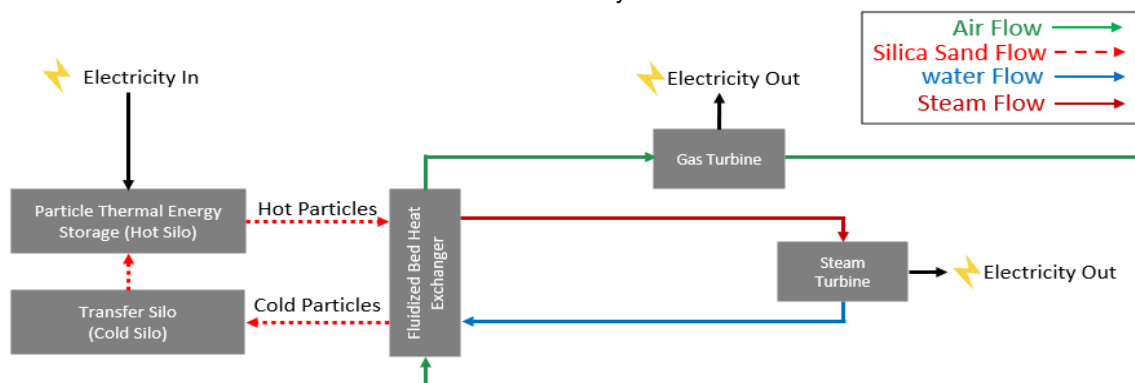 Air Flow
Silica Sand Flow
water Flow
Steam Flow
Electricity In
Electricity Out
Gas Turbine
Particle Thermal Energy
Storage (Hot Silo)
Hot Particles
Fluidized Bed Heat
Exchanger
Steam
Turbine
Electricity Out
Transfer Silo
(Cold Silo)
Cold Particles